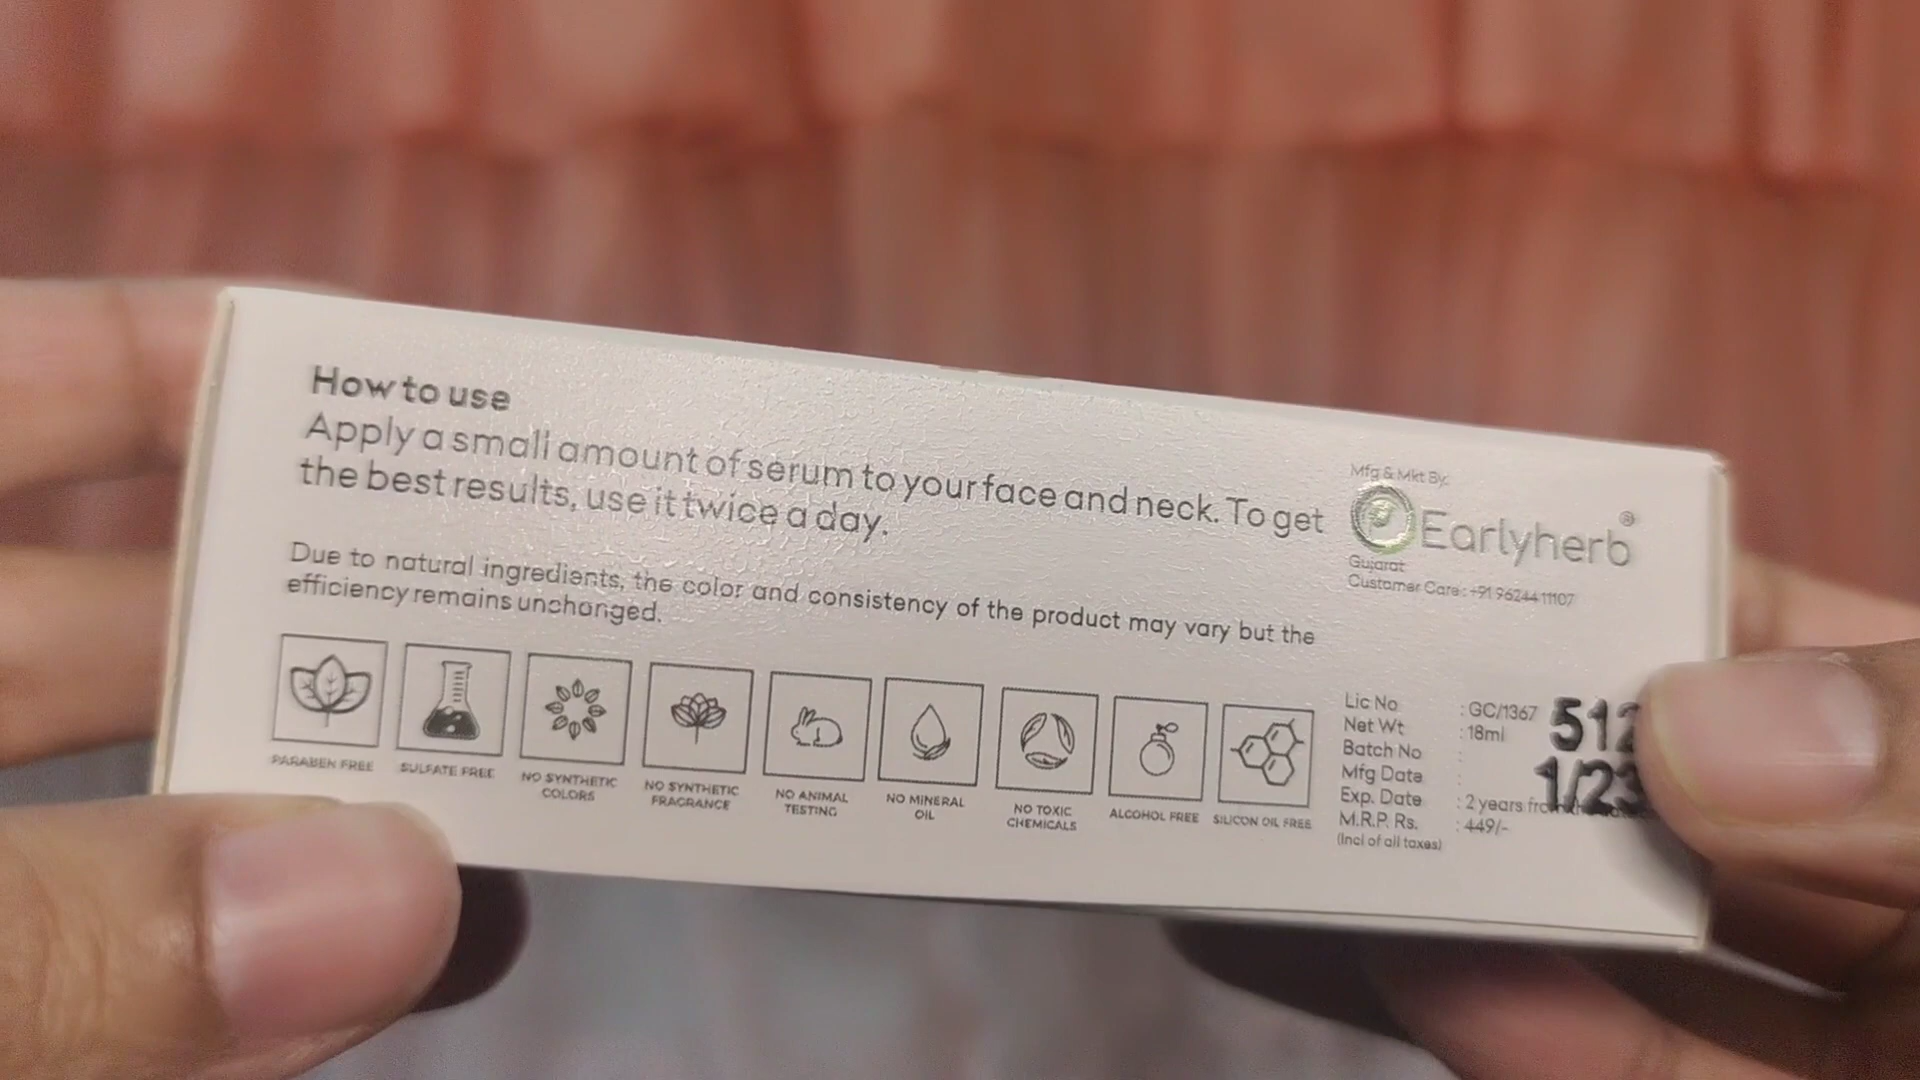 How to use
Apply a small amount of serum to your face and neck. To get
the best results, use it twice a day.
Due to natural ingredients, the color and consistency of the product may vary but the
efficiency remains unchanged.
PARABEN FREE
SULFATE FREE
NO SYNTHETIC
COLORS
NO SYNTHETIC
FRAGRANCE
NO ANIMAL
TESTING
NO MINERAL
OIL
NO TOXIC
CHEMICALS
ALCOHOL FREE
SILICON OIL FREE
Mfg & Mkt By.
Earlyherb®
Gujarat
Customer Care : +91 96244 11107
Lic No : GC/1367
Net Wt : 18ml
Batch No : 512
Mfg Date : 1/23
Exp. Date : 2 years from
M.R.P. Rs. : 449/-
(Incl of all taxes)